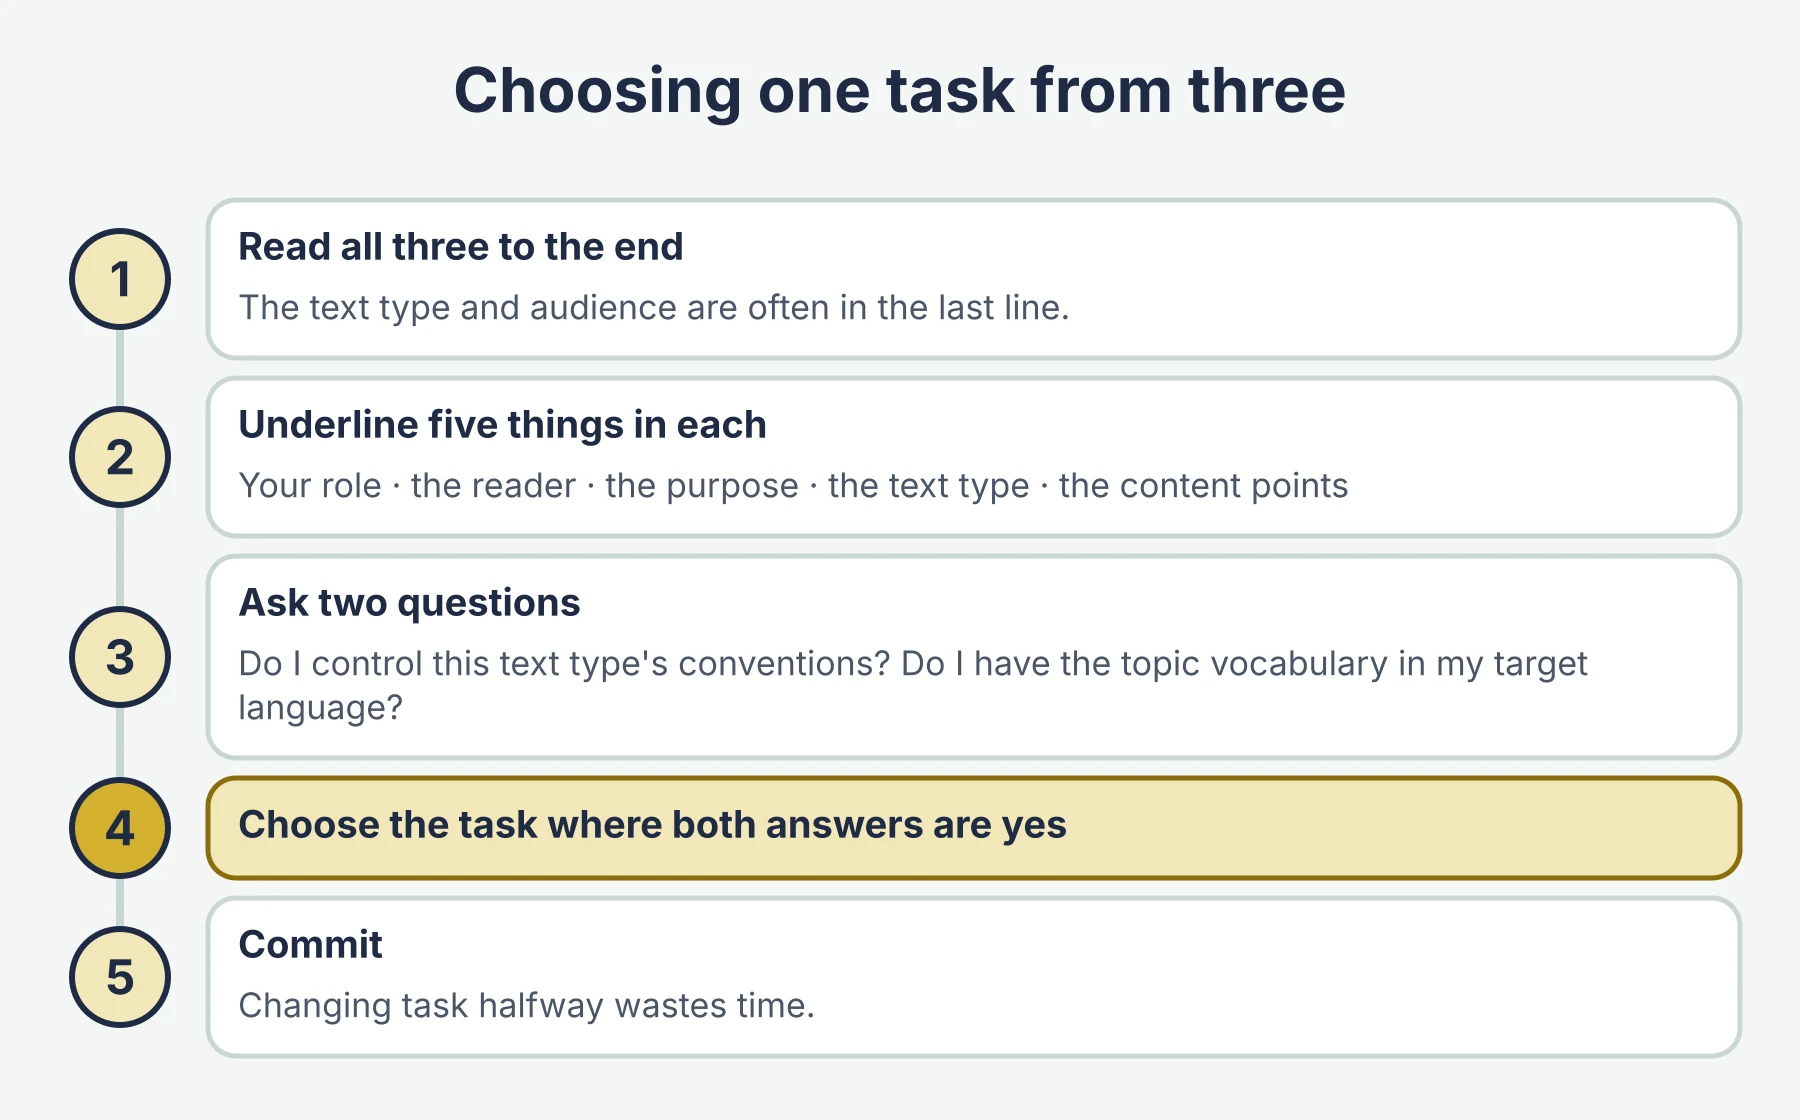 Choosing one task from three
1
Read all three to the end
The text type and audience are often in the last line.
2
Underline five things in each
Your role · the reader · the purpose · the text type · the content points
3
Ask two questions
Do I control this text type's conventions? Do I have the topic vocabulary in my target
language?
4
Choose the task where both answers are yes
5
Commit
Changing task halfway wastes time.